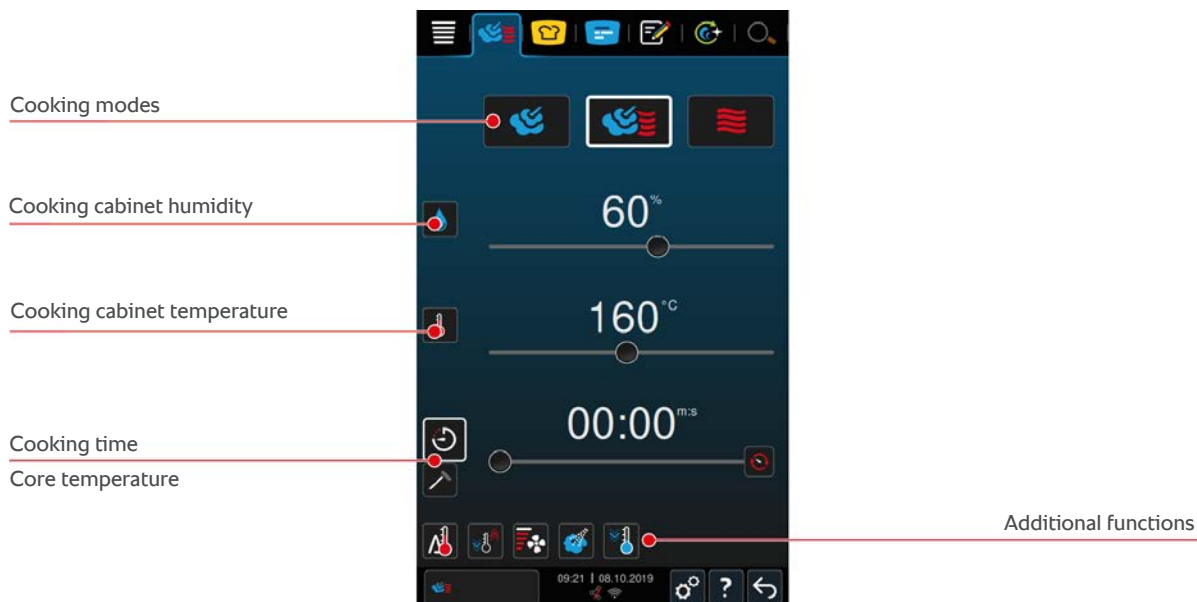 Cooking modes
Cooking cabinet humidity
60%
Cooking cabinet temperature
160°C
00:00 m:s
Cooking time
Core temperature
Additional functions
09:21 | 08.10.2019
?